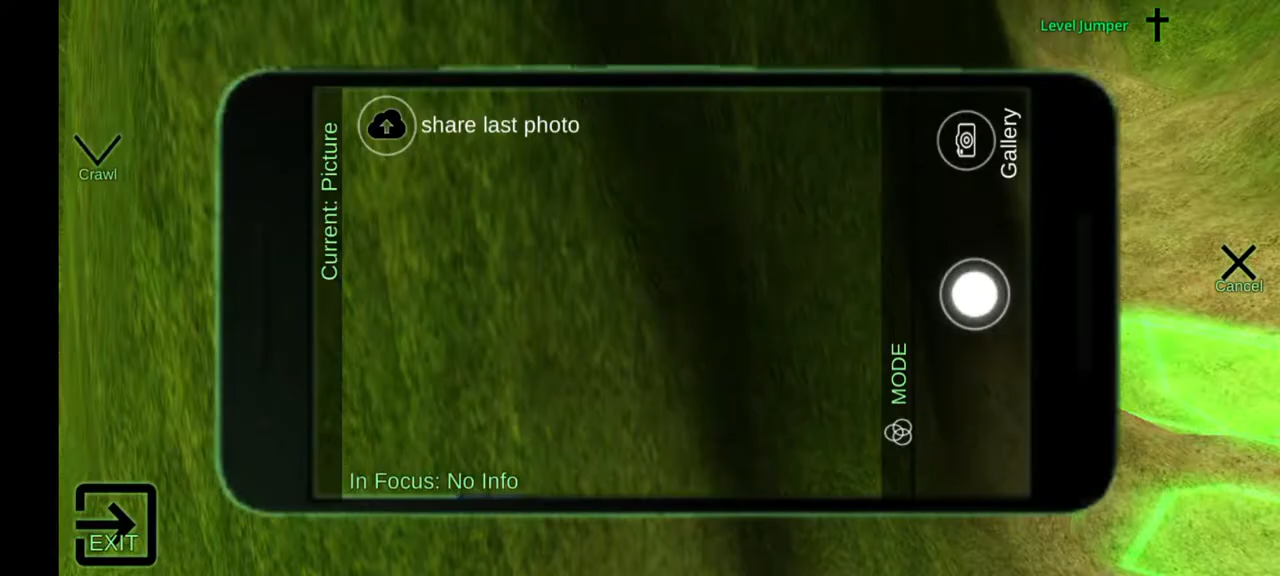 Level Jumper
share last photo
Gallery
Current: Picture
Crawl
Cancel
MODE
In Focus: No Info
EXIT